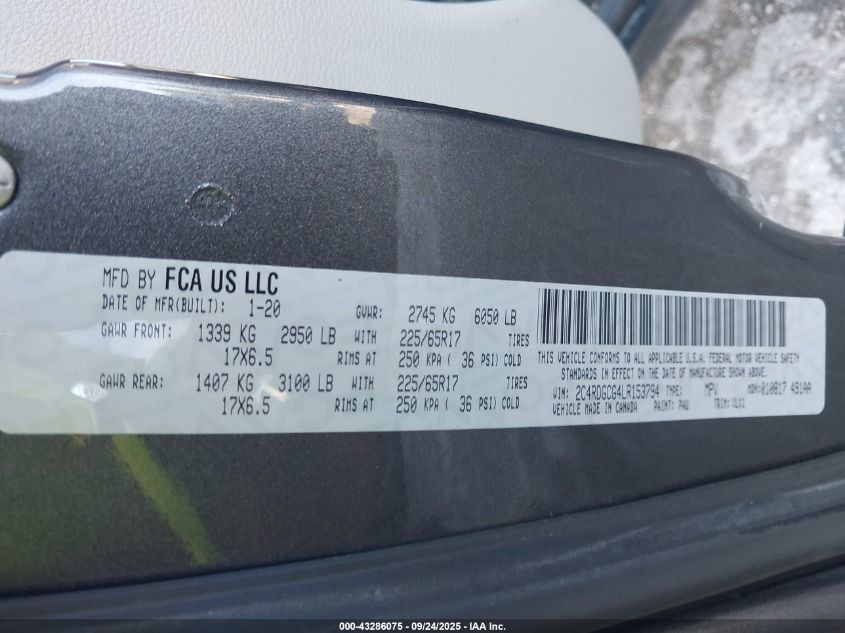 MFD BY FCA US LLC
DATE OF MFR(BUILT): 1-20 GVWR: 2745 KG 6050 LB
GAWR FRONT: 1339 KG 2950 LB WITH 225/65R17 TIRES
17X6.5 RIMS AT 250 KPA ( 36 PSI) COLD
GAWR REAR: 1407 KG 3100 LB WITH 225/65R17 TIRES
17X6.5 RIMS AT 250 KPA ( 36 PSI) COLD
THIS VEHICLE CONFORMS TO ALL APPLICABLE U.S.A. FEDERAL MOTOR VEHICLE SAFETY
STANDARDS IN EFFECT ON THE DATE OF MANUFACTURE SHOWN ABOVE.
VIN: 2C4RDGCG4LR153794 TYPE: MPV MDH: 010817 491AA
VEHICLE MADE IN CANADA PAINT: PAU TRIM:
000-43286075 - 09/24/2025 - IAA Inc.